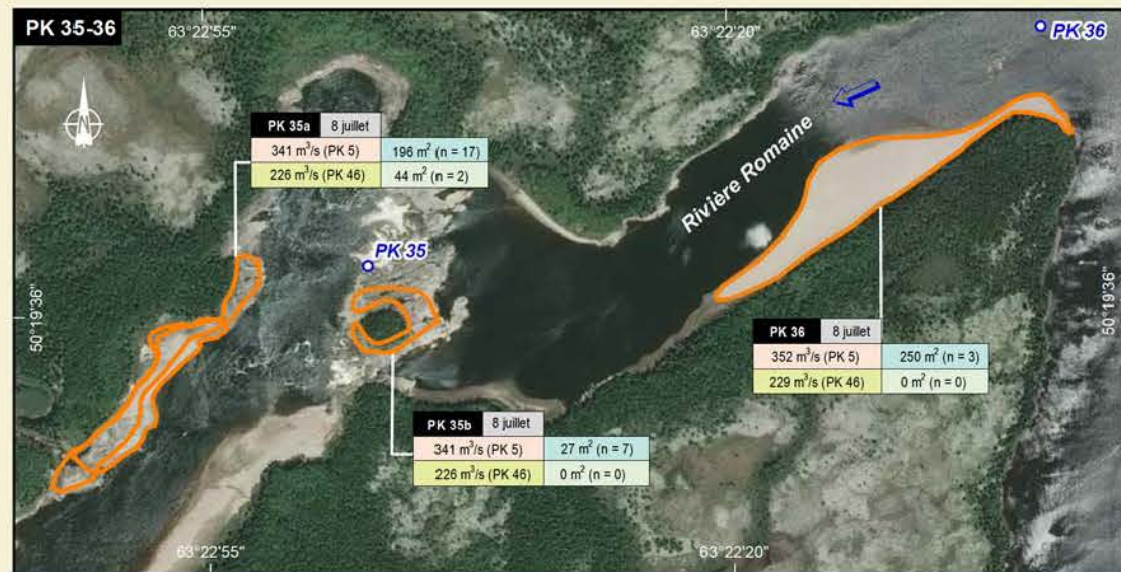 PK 35-36
63°22'55"
63°22'20"
PK 36
PK 35a 8 juillet
341 m³/s (PK 5) 196 m² (n = 17)
226 m³/s (PK 46) 44 m² (n = 2)
Rivière Romaine
PK 35
50°19'36"
50°19'36"
PK 36 8 juillet
352 m³/s (PK 5) 250 m² (n = 3)
229 m³/s (PK 46) 0 m² (n = 0)
PK 35b 8 juillet
341 m³/s (PK 5) 27 m² (n = 7)
226 m³/s (PK 46) 0 m² (n = 0)
63°22'55"
63°22'20"